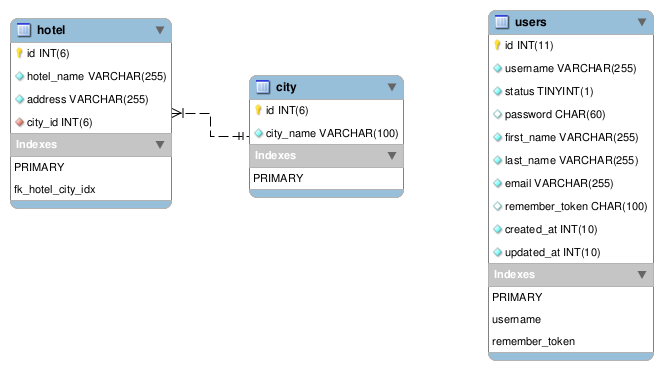 hotel
id INT(6)
hotel_name VARCHAR(255)
address VARCHAR(255)
city_id INT(6)
Indexes
PRIMARY
fk_hotel_city_idx
city
id INT(6)
city_name VARCHAR(100)
Indexes
PRIMARY
users
id INT(11)
username VARCHAR(255)
status TINYINT(1)
password CHAR(60)
first_name VARCHAR(255)
last_name VARCHAR(255)
email VARCHAR(255)
remember_token CHAR(100)
created_at INT(10)
updated_at INT(10)
Indexes
PRIMARY
username
remember_token